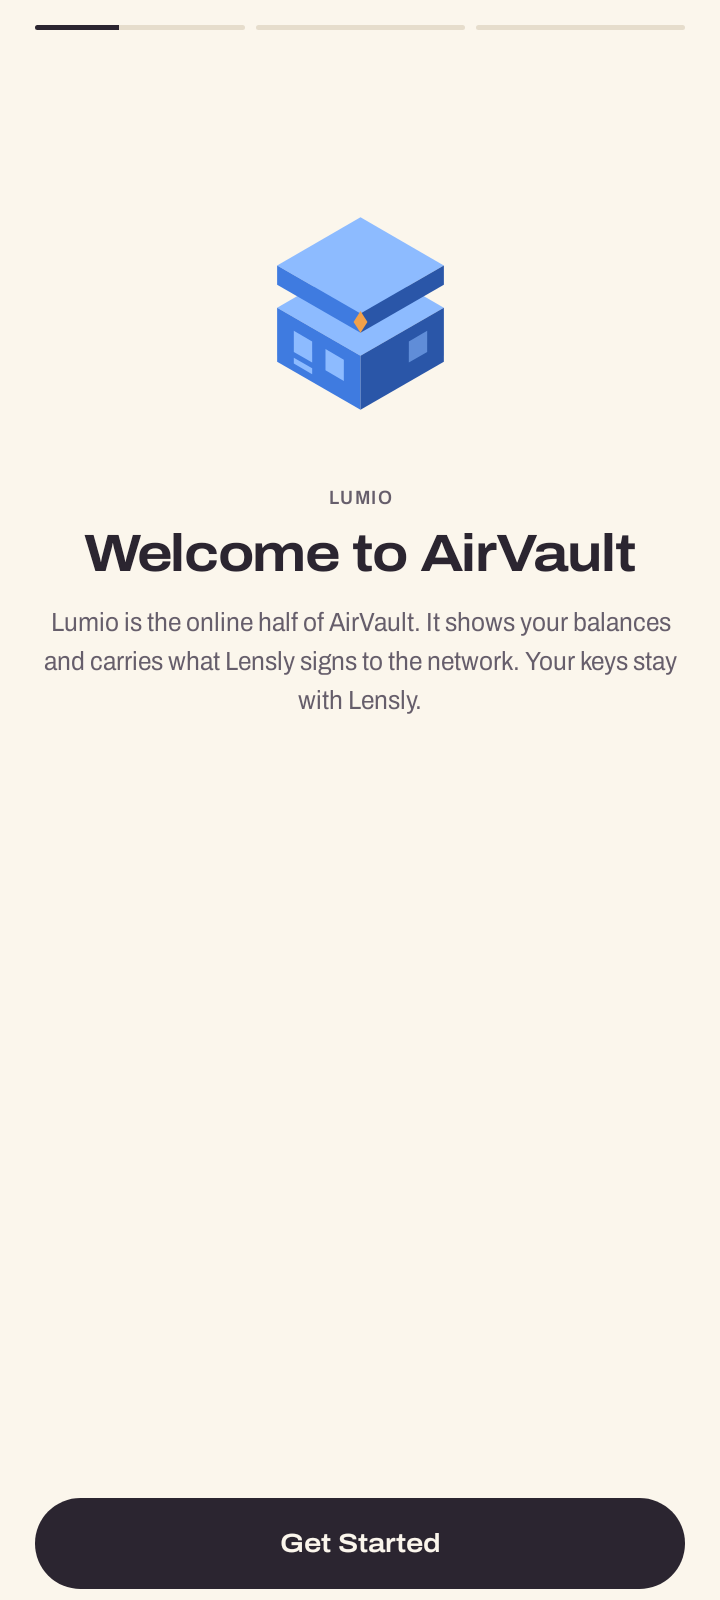 LUMIO
Welcome to AirVault
Lumio is the online half of AirVault. It shows your balances
and carries what Lensly signs to the network. Your keys stay
with Lensly.
Get Started